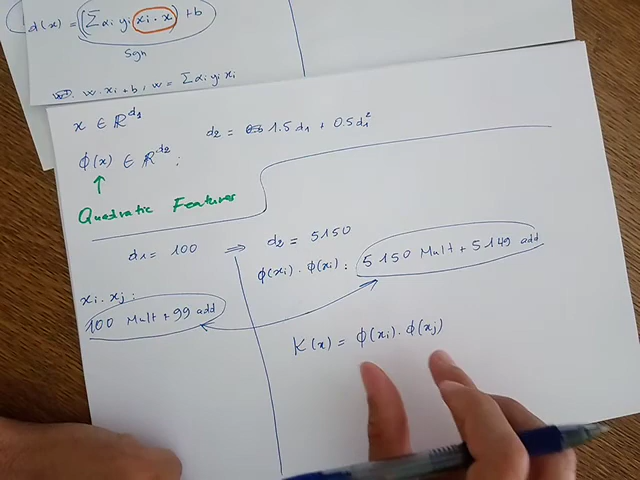 d(x) = (Σ αi yi xi · x) + b
Sgn
w · xi + b ; w = Σ αi yi xi
x ∈ ℝ^d1
d2 = 1.5 d1 + 0.5 d1²
ϕ(x) ∈ ℝ^d2 :
Quadratic Features
d1 = 100 ⇒ d2 = 5150
ϕ(xi) · ϕ(xi) : 5150 Mult + 5149 add
xi · xj :
100 Mult + 99 add
K(x) = ϕ(xi) · ϕ(xj)